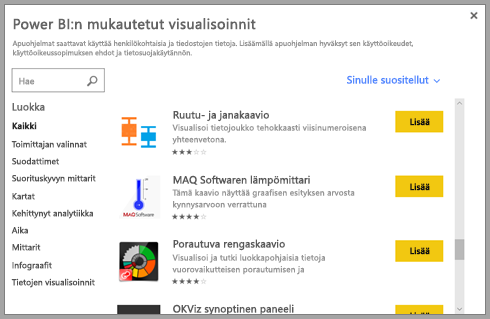 Power BI:n mukautetut visualisoinnit
Apuohjelmat saattavat käyttää henkilökohtaisia ja tiedostojen tietoja. Lisäämällä apuohjelman hyväksyt sen käyttöoikeudet,
käyttöoikeussopimuksen ehdot ja tietosuojakäytännön.
Hae
Sinulle suositellut
Luokka
Kaikki
Toimittajan valinnat
Suodattimet
Suorituskyvyn mittarit
Kartat
Kehittynyt analytiikka
Aika
Mittarit
Infograafit
Tietojen visualisoinnit
Ruutu- ja janakaavio
Visualisoi tietojoukko tehokkaasti viisinumeroisena
yhteenvetona.
Lisää
MAQ Software
MAQ Softwaren lämpömittari
Tämä kaavio näyttää graafisen esityksen arvosta
kynnysarvoon verrattuna
Lisää
Porautuva rengaskaavio
Visualisoi ja tutki luokkapohjaisia tietoja
vuorovaikutteisen porautumisen ja
Lisää
OKViz synoptinen paneeli
Lisää